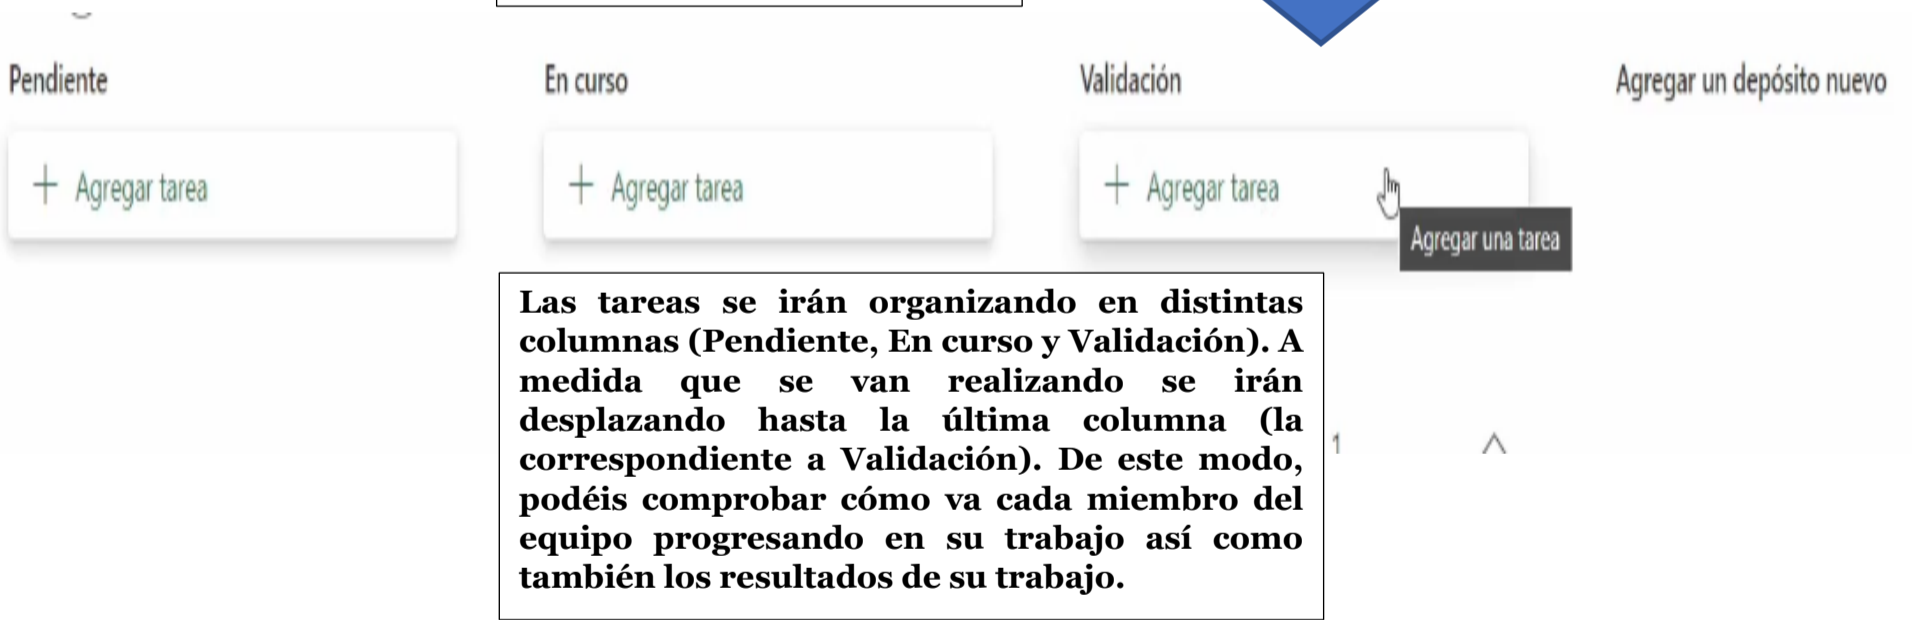 Pendiente
En curso
Validación
Agregar un depósito nuevo
+ Agregar tarea
+ Agregar tarea
+ Agregar tarea
Agregar una tarea
Las tareas se irán organizando en distintas
columnas (Pendiente, En curso y Validación). A
medida que se van realizando se irán
desplazando hasta la última columna (la
correspondiente a Validación). De este modo,
podéis comprobar cómo va cada miembro del
equipo progresando en su trabajo así como
también los resultados de su trabajo.
1